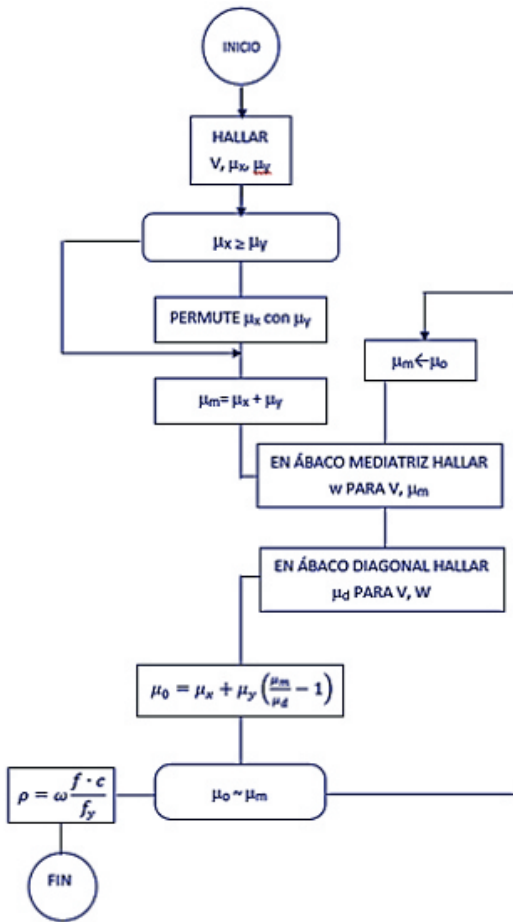 INICIO
HALLAR
V, μx, μy
μx ≥ μy
PERMUTE μx con μy
μm= μx + μy
μm←μo
EN ÁBACO MEDIATRIZ HALLAR
w PARA V, μm
EN ÁBACO DIAGONAL HALLAR
μd PARA V, W
μ0 = μx + μy (μm/μd − 1)
μo ~ μm
ρ = ω f · c / fy
FIN